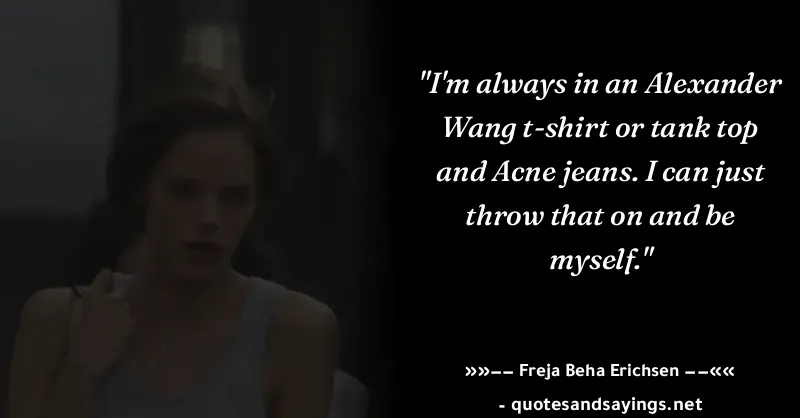 "I'm always in an Alexander
Wang t-shirt or tank top
and Acne jeans. I can just
throw that on and be
myself."
»»–– Freja Beha Erichsen ––««
- quotesandsayings.net